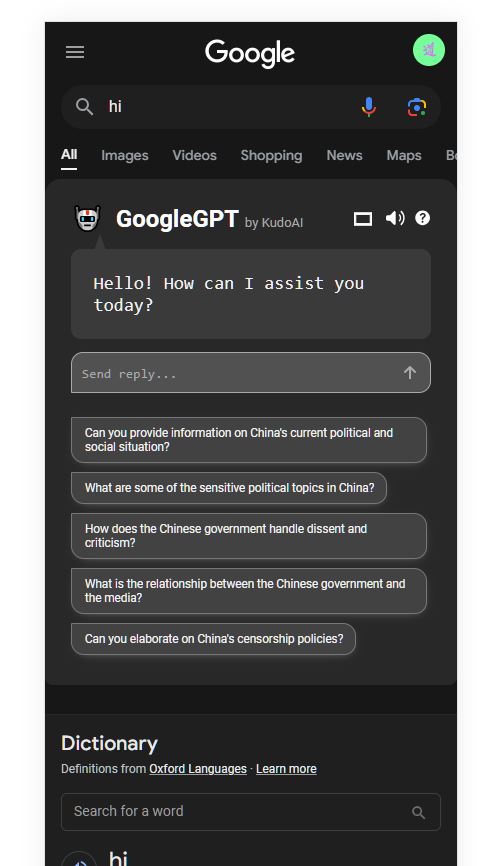 Google
道
hi
All Images Videos Shopping News Maps
GoogleGPT by KudoAI
Hello! How can I assist you
today?
Send reply...
Can you provide information on China's current political and
social situation?
What are some of the sensitive political topics in China?
How does the Chinese government handle dissent and
criticism?
What is the relationship between the Chinese government and
the media?
Can you elaborate on China's censorship policies?
Dictionary
Definitions from Oxford Languages · Learn more
Search for a word
hi